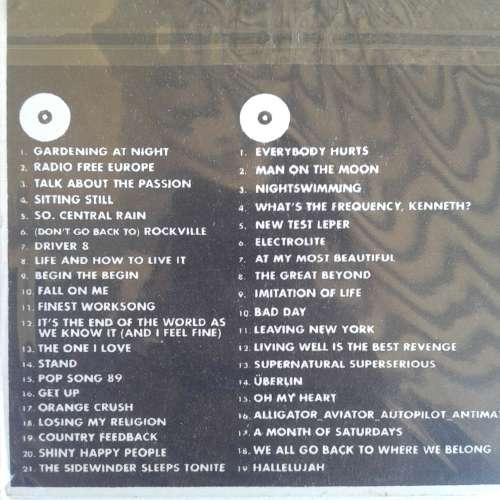 1. GARDENING AT NIGHT
2. RADIO FREE EUROPE
3. TALK ABOUT THE PASSION
4. SITTING STILL
5. SO. CENTRAL RAIN
6. (DON'T GO BACK TO) ROCKVILLE
7. DRIVER 8
8. LIFE AND HOW TO LIVE IT
9. BEGIN THE BEGIN
10. FALL ON ME
11. FINEST WORKSONG
12. IT'S THE END OF THE WORLD AS
WE KNOW IT (AND I FEEL FINE)
13. THE ONE I LOVE
14. STAND
15. POP SONG 89
16. GET UP
17. ORANGE CRUSH
18. LOSING MY RELIGION
19. COUNTRY FEEDBACK
20. SHINY HAPPY PEOPLE
21. THE SIDEWINDER SLEEPS TONITE
1. EVERYBODY HURTS
2. MAN ON THE MOON
3. NIGHTSWIMMING
4. WHAT'S THE FREQUENCY, KENNETH?
5. NEW TEST LEPER
6. ELECTROLITE
7. AT MY MOST BEAUTIFUL
8. THE GREAT BEYOND
9. IMITATION OF LIFE
10. BAD DAY
11. LEAVING NEW YORK
12. LIVING WELL IS THE BEST REVENGE
13. SUPERNATURAL SUPERSERIOUS
14. ÜBERLIN
15. OH MY HEART
16. ALLIGATOR_AVIATOR_AUTOPILOT_ANTIMA
17. A MONTH OF SATURDAYS
18. WE ALL GO BACK TO WHERE WE BELONG
19. HALLELUJAH